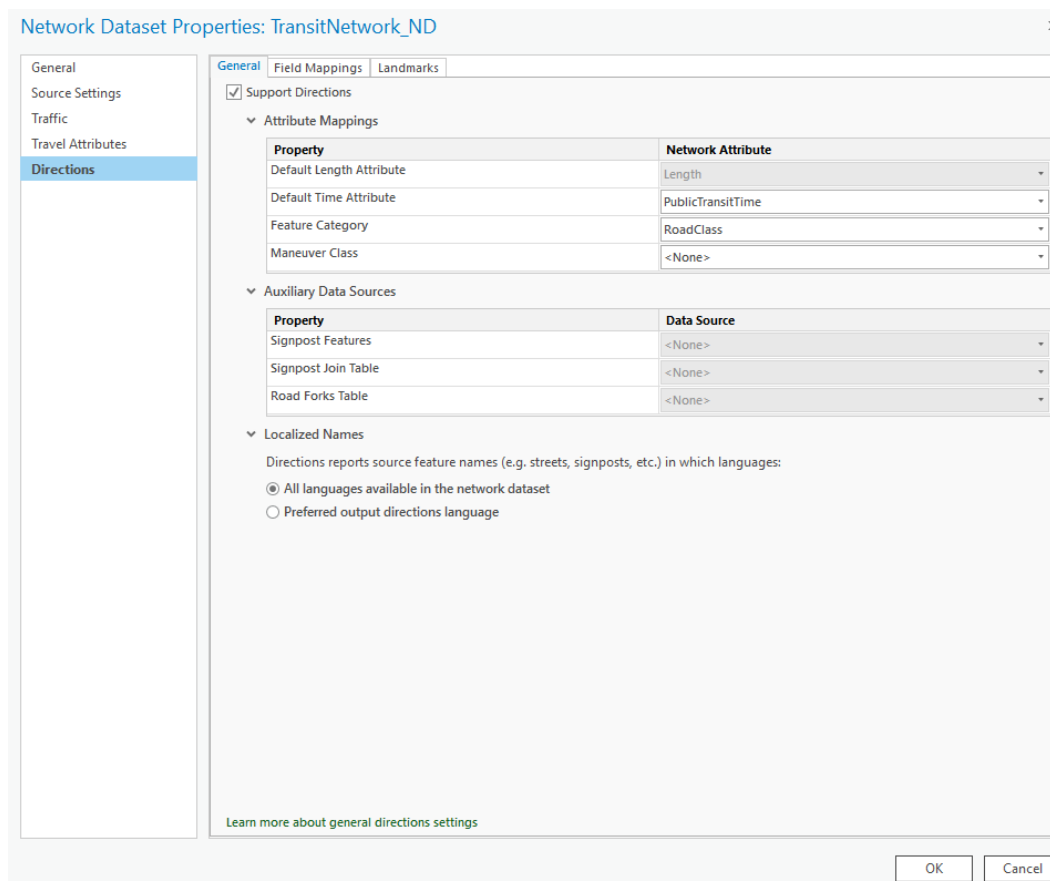 Network Dataset Properties: TransitNetwork_ND
General
Source Settings
Traffic
Travel Attributes
Directions
General Field Mappings Landmarks
Support Directions
Attribute Mappings
Property Network Attribute
Default Length Attribute Length
Default Time Attribute PublicTransitTime
Feature Category RoadClass
Maneuver Class <None>
Auxiliary Data Sources
Property Data Source
Signpost Features <None>
Signpost Join Table <None>
Road Forks Table <None>
Localized Names
Directions reports source feature names (e.g. streets, signposts, etc.) in which languages:
All languages available in the network dataset
Preferred output directions language
Learn more about general directions settings
OK Cancel